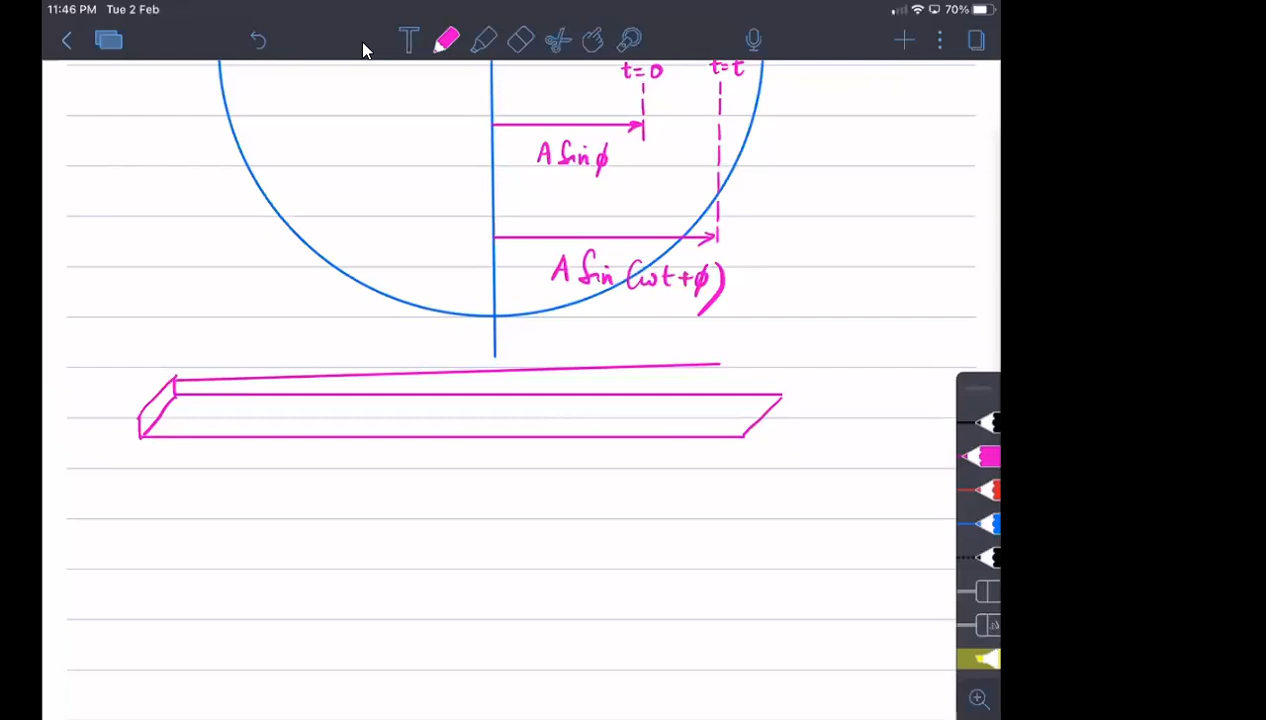 11:46 PM Tue 2 Feb
70%
T
t=0
t=t
A Sin ϕ
A Sin (ωt+ϕ)